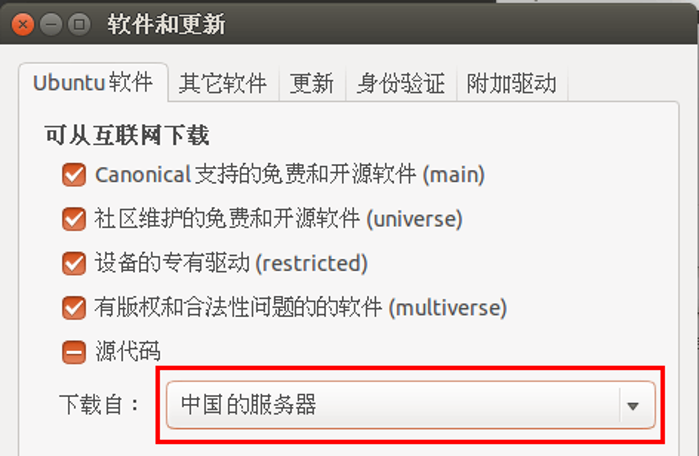 软件和更新
Ubuntu 软件 其它软件 更新 身份验证 附加驱动
可从互联网下载
Canonical 支持的免费和开源软件 (main)
社区维护的免费和开源软件 (universe)
设备的专有驱动 (restricted)
有版权和合法性问题的的软件 (multiverse)
源代码
下载自：
中国的服务器